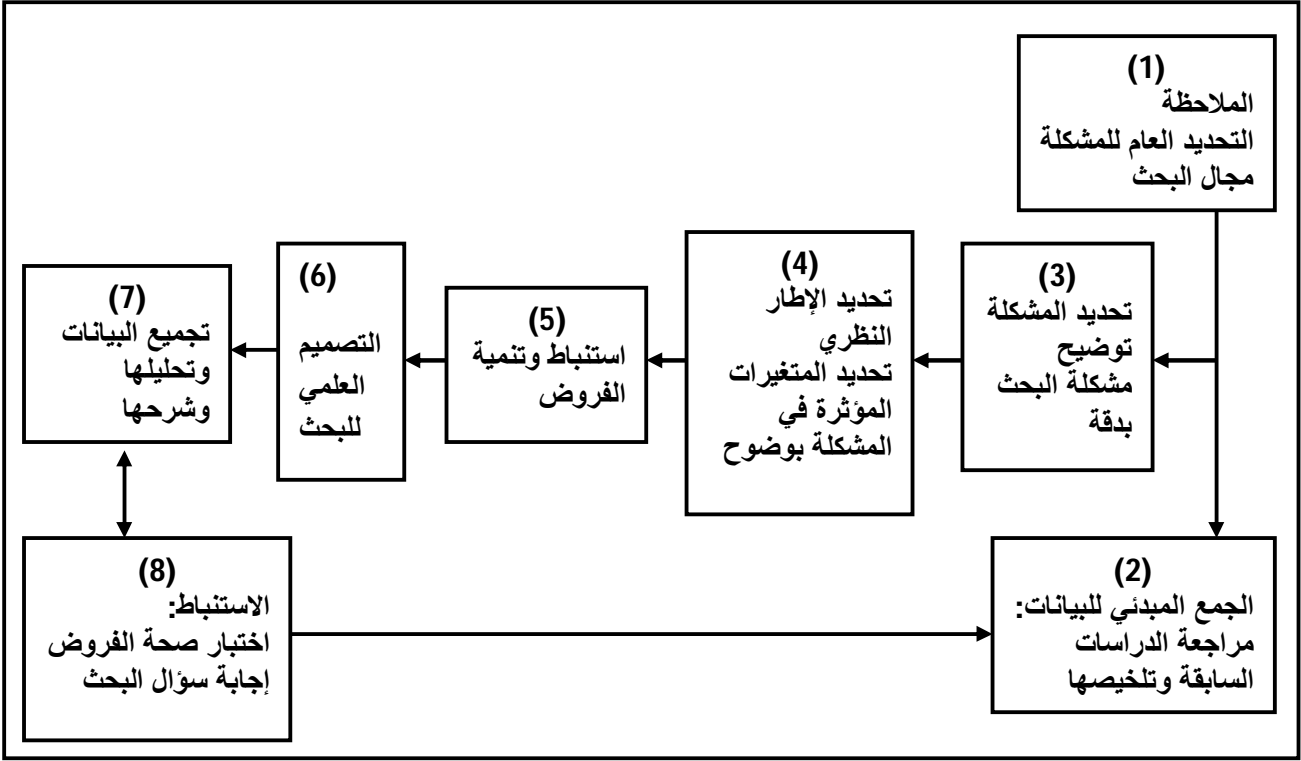 (1)
الملاحظة
التحديد العام للمشكلة
مجال البحث
(2)
الجمع المبدئي للبيانات:
مراجعة الدراسات
السابقة وتلخيصها
(3)
تحديد المشكلة
توضيح
مشكلة البحث
بدقة
(4)
تحديد الإطار
النظري
تحديد المتغيرات
المؤثرة في
المشكلة بوضوح
(5)
استنباط وتنمية
الفروض
(6)
التصميم
العلمي
للبحث
(7)
تجميع البيانات
وتحليلها
وشرحها
(8)
الاستنباط:
اختبار صحة الفروض
إجابة سؤال البحث